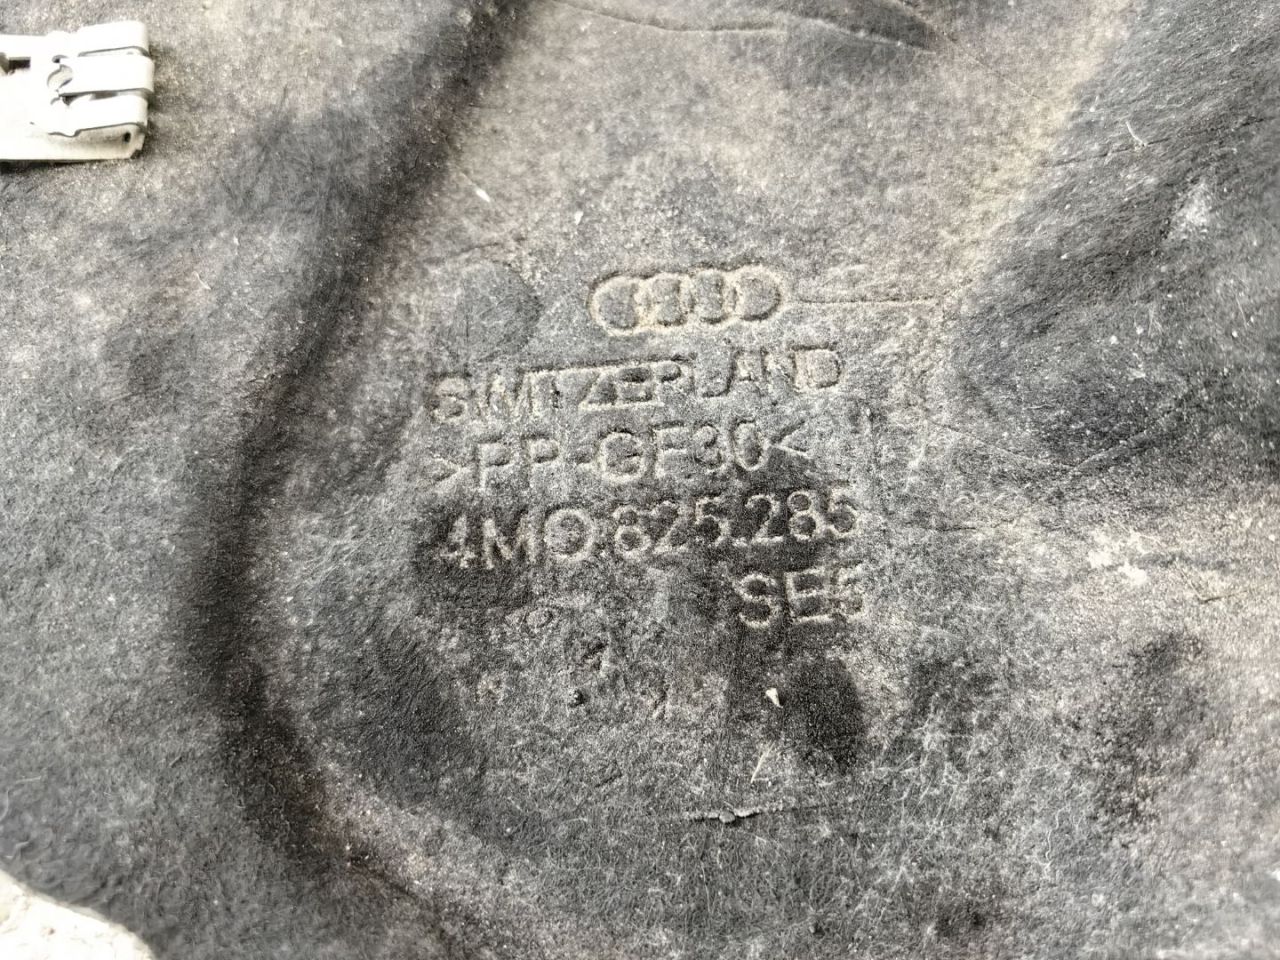 SWITZERLAND
>PP-GF30<
4M0.825.285
SE5